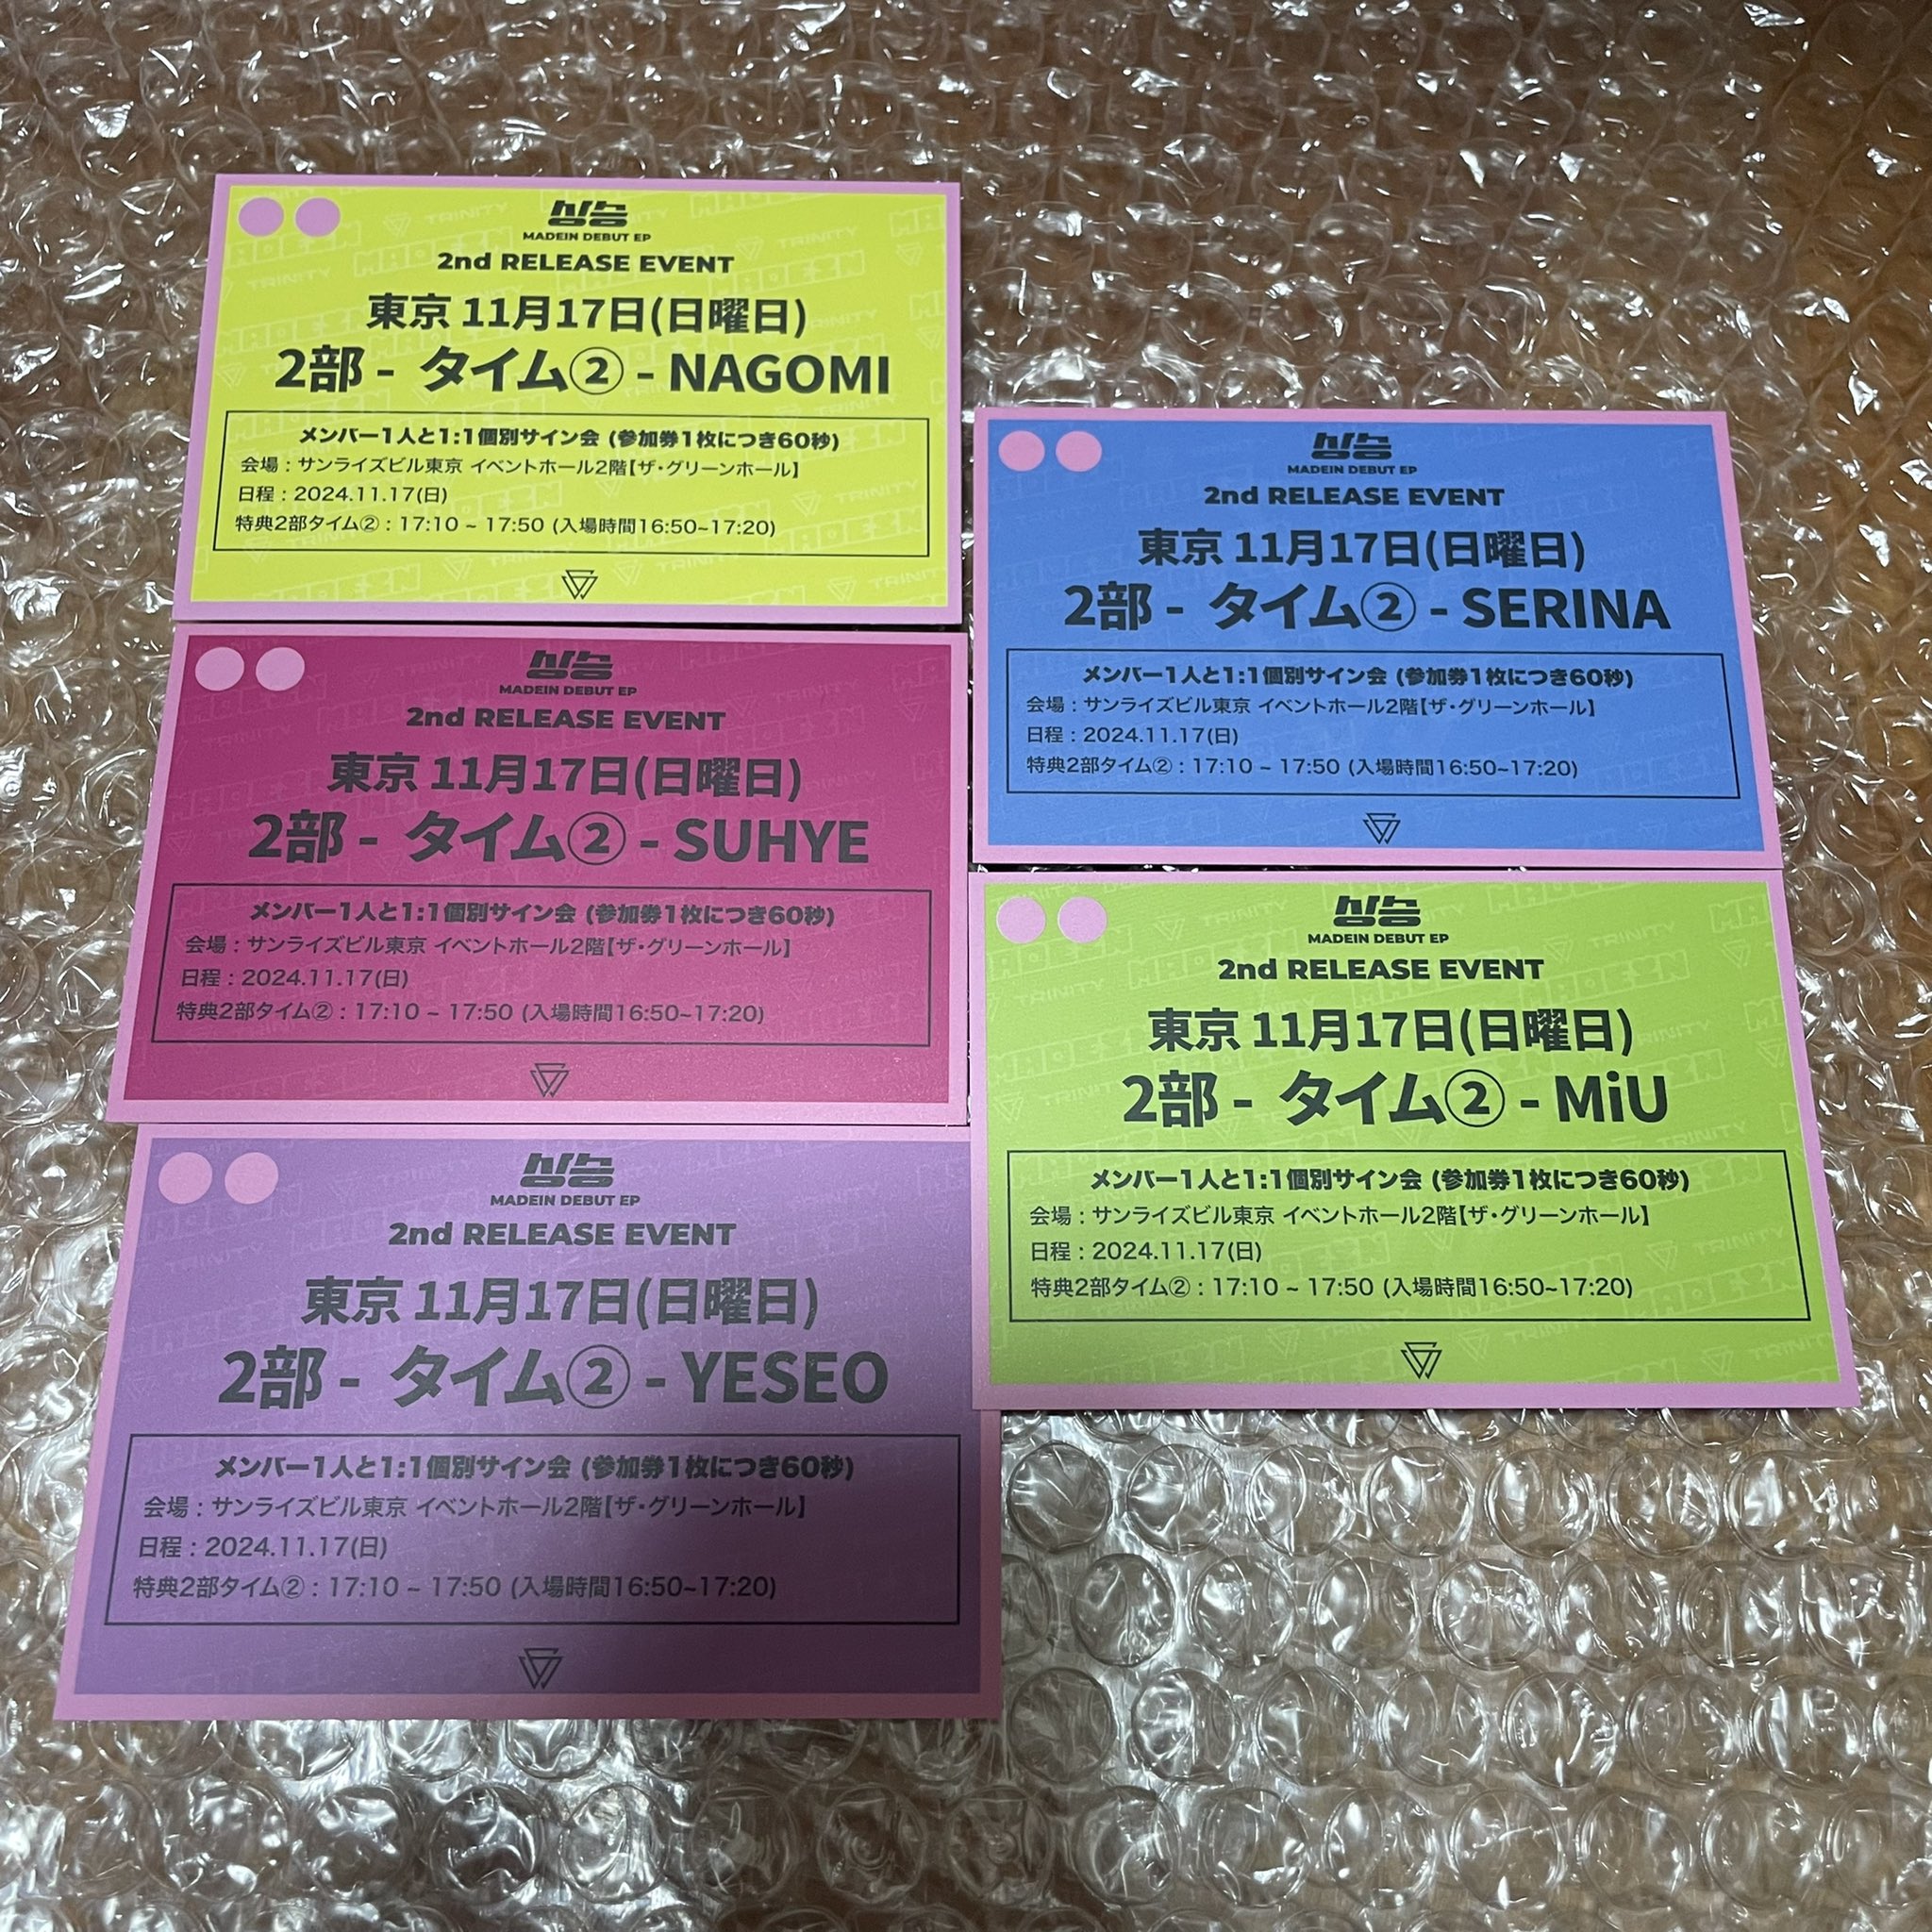 상승
MADEIN DEBUT EP
2nd RELEASE EVENT
東京 11月17日(日曜日)
2部 - タイム② - NAGOMI
メンバー1人と1:1個別サイン会 (参加券1枚につき60秒)
会場 : サンライズビル東京 イベントホール2階【ザ・グリーンホール】
日程 : 2024.11.17(日)
特典2部タイム② : 17:10 ~ 17:50 (入場時間16:50~17:20)
상승
MADEIN DEBUT EP
2nd RELEASE EVENT
東京 11月17日(日曜日)
2部 - タイム② - SUHYE
メンバー1人と1:1個別サイン会 (参加券1枚につき60秒)
会場 : サンライズビル東京 イベントホール2階【ザ・グリーンホール】
日程 : 2024.11.17(日)
特典2部タイム② : 17:10 ~ 17:50 (入場時間16:50~17:20)
상승
MADEIN DEBUT EP
2nd RELEASE EVENT
東京 11月17日(日曜日)
2部 - タイム② - YESEO
メンバー1人と1:1個別サイン会 (参加券1枚につき60秒)
会場 : サンライズビル東京 イベントホール2階【ザ・グリーンホール】
日程 : 2024.11.17(日)
特典2部タイム② : 17:10 ~ 17:50 (入場時間16:50~17:20)
상승
MADEIN DEBUT EP
2nd RELEASE EVENT
東京 11月17日(日曜日)
2部 - タイム② - SERINA
メンバー1人と1:1個別サイン会 (参加券1枚につき60秒)
会場 : サンライズビル東京 イベントホール2階【ザ・グリーンホール】
日程 : 2024.11.17(日)
特典2部タイム② : 17:10 ~ 17:50 (入場時間16:50~17:20)
상승
MADEIN DEBUT EP
2nd RELEASE EVENT
東京 11月17日(日曜日)
2部 - タイム② - MiU
メンバー1人と1:1個別サイン会 (参加券1枚につき60秒)
会場 : サンライズビル東京 イベントホール2階【ザ・グリーンホール】
日程 : 2024.11.17(日)
特典2部タイム② : 17:10 ~ 17:50 (入場時間16:50~17:20)